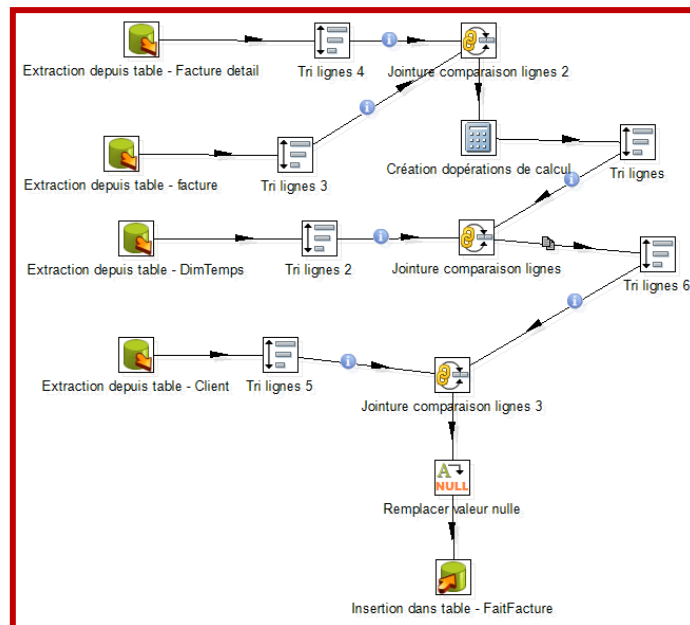 Extraction depuis table - Facture detail
Tri lignes 4
Jointure comparaison lignes 2
Extraction depuis table - facture
Tri lignes 3
Création dopérations de calcul
Tri lignes
Extraction depuis table - DimTemps
Tri lignes 2
Jointure comparaison lignes
Tri lignes 6
Extraction depuis table - Client
Tri lignes 5
Jointure comparaison lignes 3
A
NULL
Remplacer valeur nulle
Insertion dans table - FaitFacture